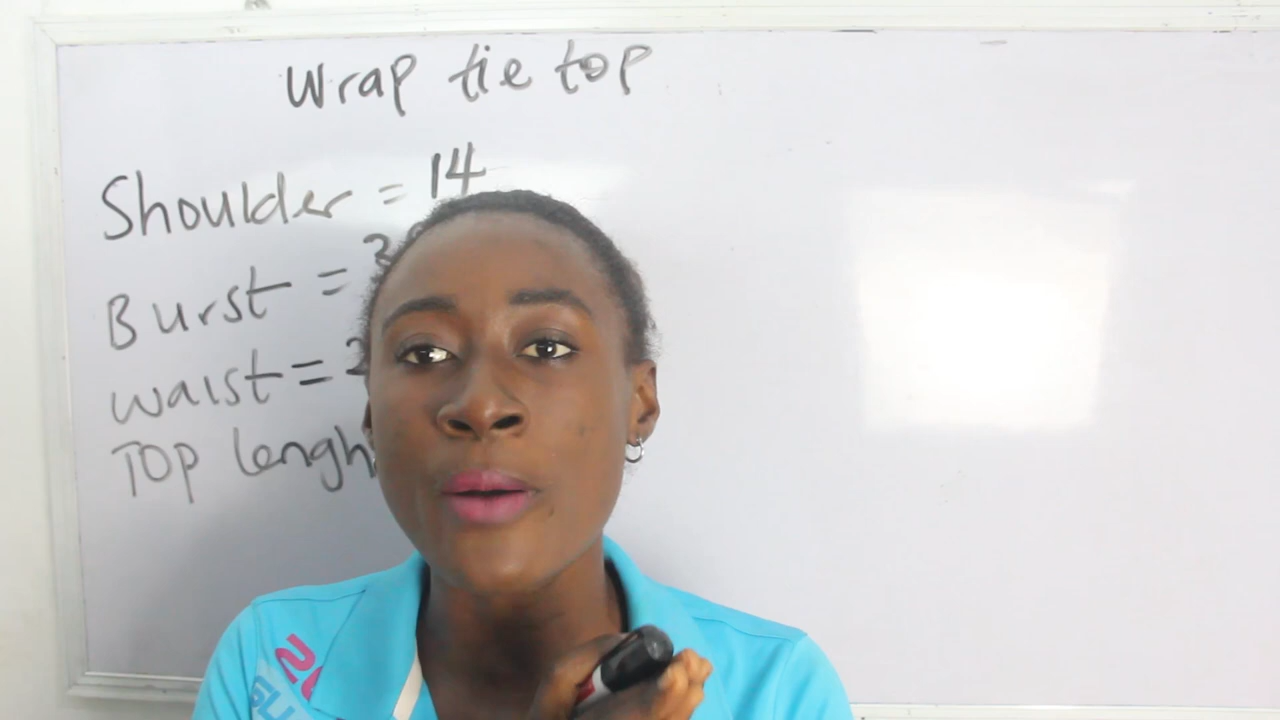 Wrap tie top
Shoulder = 14
Burst =
Waist =
Top lengh